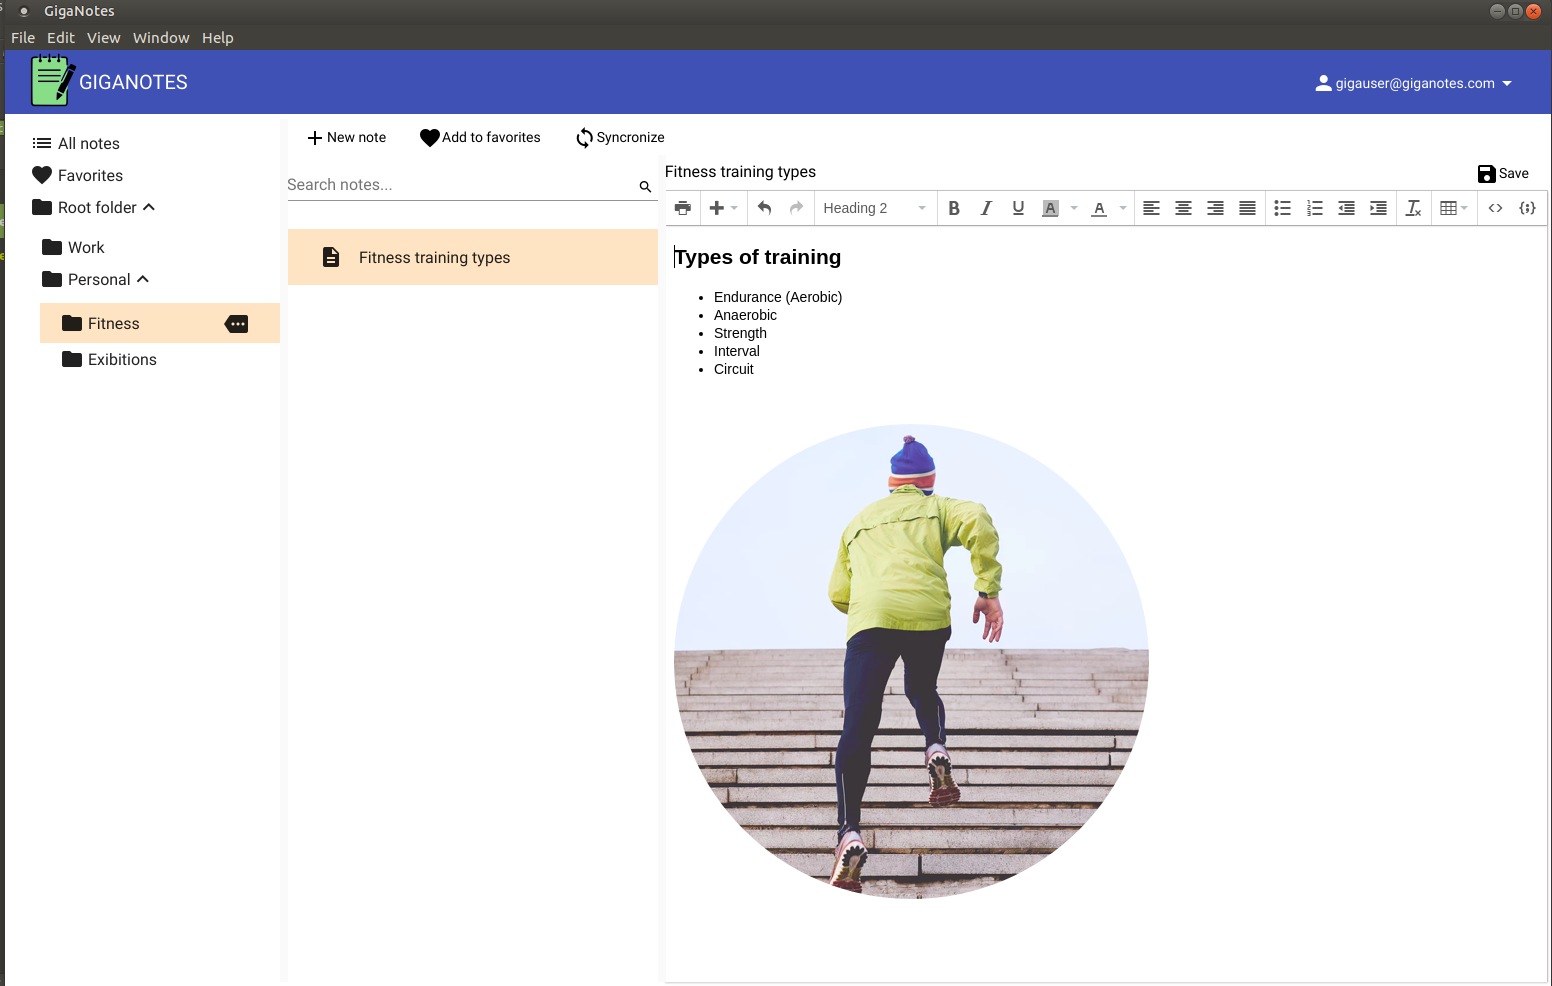 GigaNotes
File Edit View Window Help
GIGANOTES
gigauser@giganotes.com
All notes
Favorites
Root folder
Work
Personal
Fitness
Exibitions
New note
Add to favorites
Syncronize
Search notes...
Fitness training types
Fitness training types
Save
Heading 2
Types of training
Endurance (Aerobic)
Anaerobic
Strength
Interval
Circuit